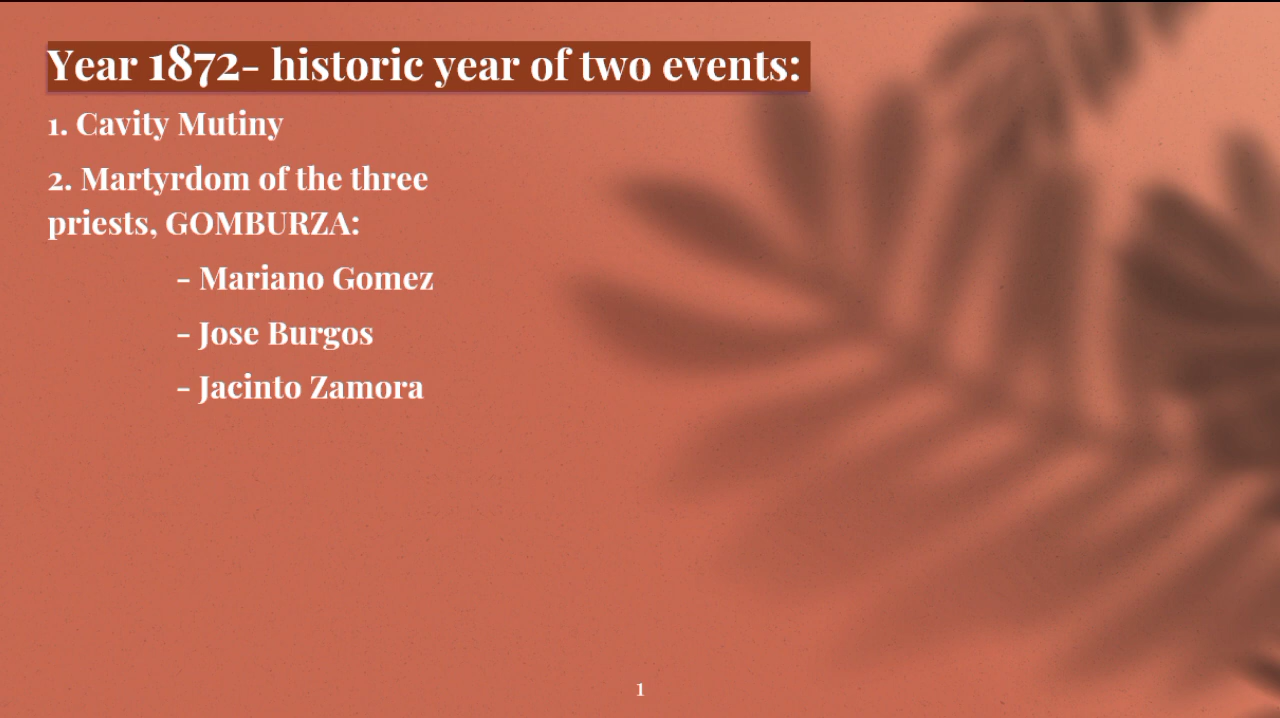 Year 1872- historic year of two events:
1. Cavity Mutiny
2. Martyrdom of the three
priests, GOMBURZA:
- Mariano Gomez
- Jose Burgos
- Jacinto Zamora
1